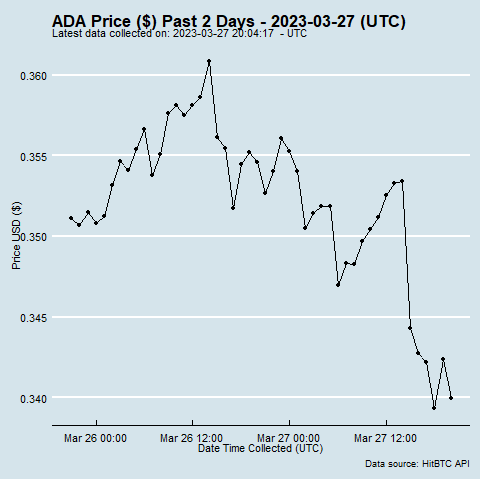 ADA Price ($) Past 2 Days - 2023-03-27 (UTC)
Latest data collected on: 2023-03-27 20:04:17 - UTC
0.360
0.355
0.350
0.345
0.340
Price USD ($)
Mar 26 00:00 Mar 26 12:00 Mar 27 00:00 Mar 27 12:00
Date Time Collected (UTC)
Data source: HitBTC API